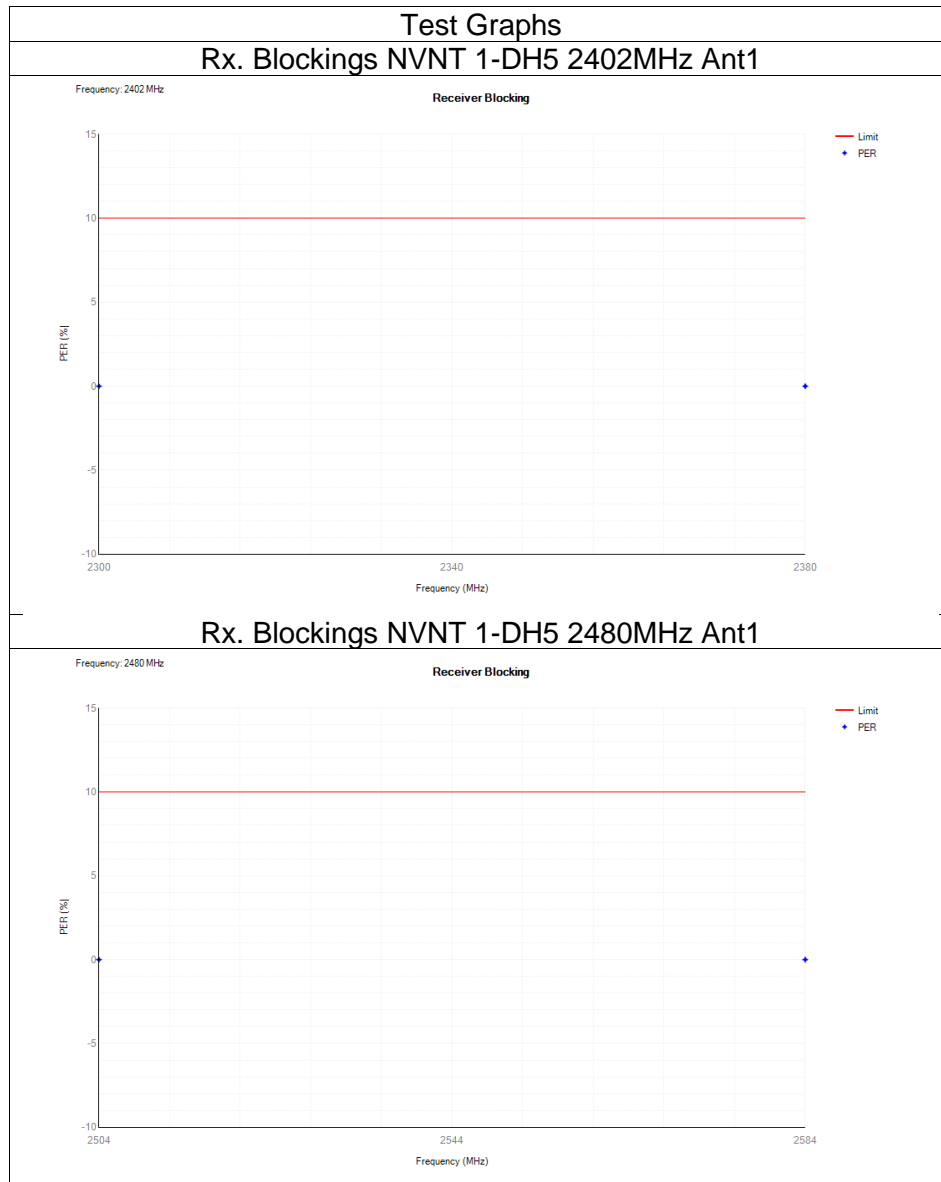 Test Graphs
Rx. Blockings NVNT 1-DH5 2402MHz Ant1
Frequency: 2402 MHz
Receiver Blocking
15
10
5
0
-5
-10
PER (%)
2300
2340
2380
Frequency (MHz)
Limit
PER
Rx. Blockings NVNT 1-DH5 2480MHz Ant1
Frequency: 2480 MHz
Receiver Blocking
15
10
5
0
-5
-10
PER (%)
2504
2544
2584
Frequency (MHz)
Limit
PER